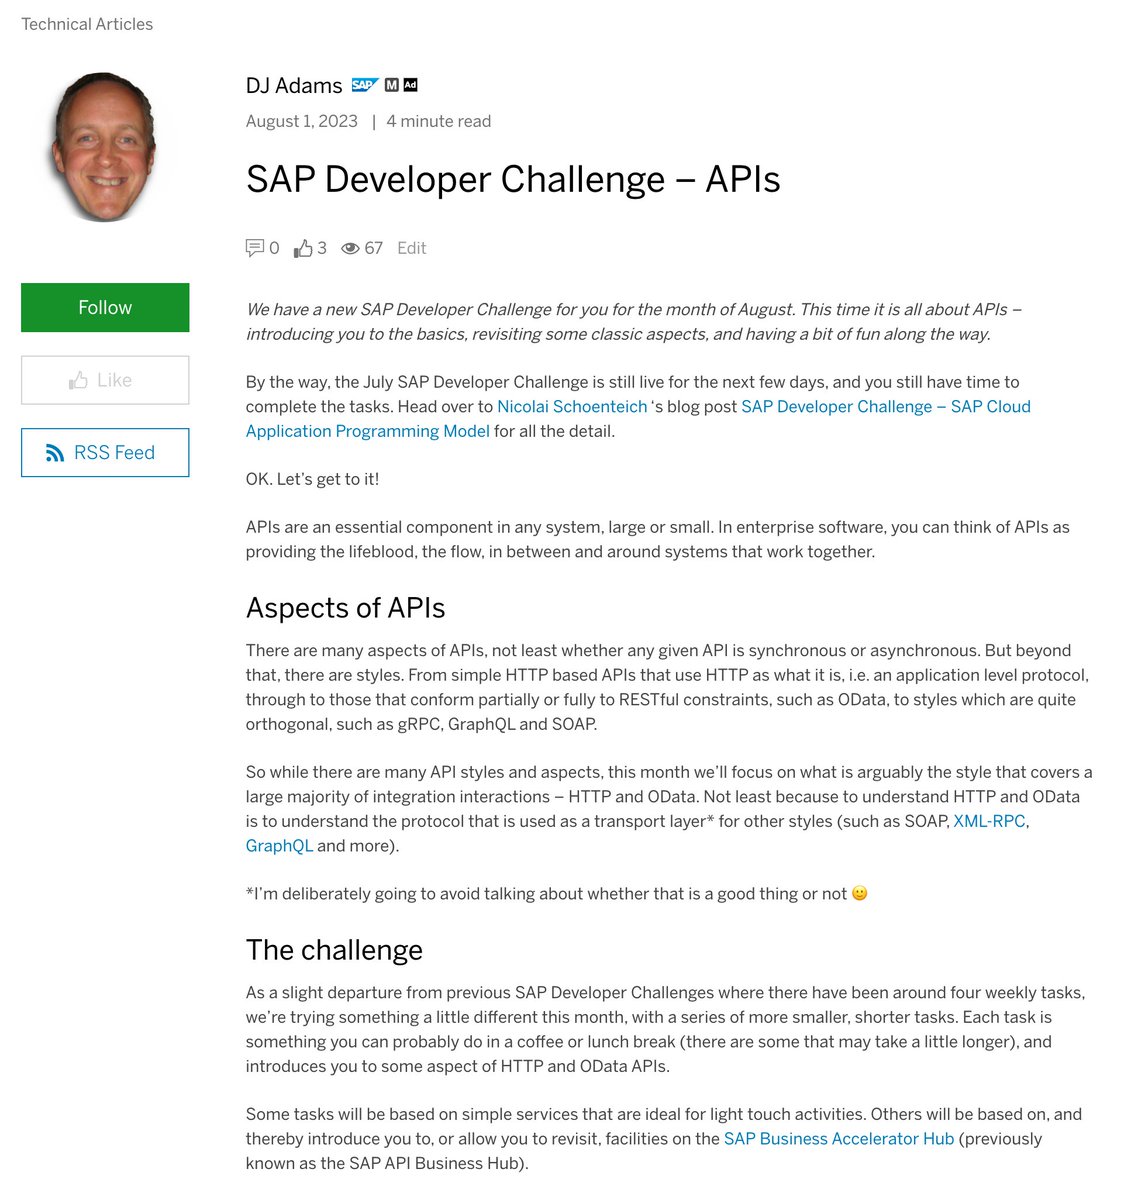 Technical Articles
DJ Adams SAP M Ad
August 1, 2023 | 4 minute read
SAP Developer Challenge – APIs
0 3 67 Edit
Follow
Like
RSS Feed
We have a new SAP Developer Challenge for you for the month of August. This time it is all about APIs –
introducing you to the basics, revisiting some classic aspects, and having a bit of fun along the way.
By the way, the July SAP Developer Challenge is still live for the next few days, and you still have time to
complete the tasks. Head over to Nicolai Schoenteich ‘s blog post SAP Developer Challenge – SAP Cloud
Application Programming Model for all the detail.
OK. Let’s get to it!
APIs are an essential component in any system, large or small. In enterprise software, you can think of APIs as
providing the lifeblood, the flow, in between and around systems that work together.
Aspects of APIs
There are many aspects of APIs, not least whether any given API is synchronous or asynchronous. But beyond
that, there are styles. From simple HTTP based APIs that use HTTP as what it is, i.e. an application level protocol,
through to those that conform partially or fully to RESTful constraints, such as OData, to styles which are quite
orthogonal, such as gRPC, GraphQL and SOAP.
So while there are many API styles and aspects, this month we’ll focus on what is arguably the style that covers a
large majority of integration interactions – HTTP and OData. Not least because to understand HTTP and OData
is to understand the protocol that is used as a transport layer* for other styles (such as SOAP, XML-RPC,
GraphQL and more).
*I’m deliberately going to avoid talking about whether that is a good thing or not 🙂
The challenge
As a slight departure from previous SAP Developer Challenges where there have been around four weekly tasks,
we’re trying something a little different this month, with a series of more smaller, shorter tasks. Each task is
something you can probably do in a coffee or lunch break (there are some that may take a little longer), and
introduces you to some aspect of HTTP and OData APIs.
Some tasks will be based on simple services that are ideal for light touch activities. Others will be based on, and
thereby introduce you to, or allow you to revisit, facilities on the SAP Business Accelerator Hub (previously
known as the SAP API Business Hub).